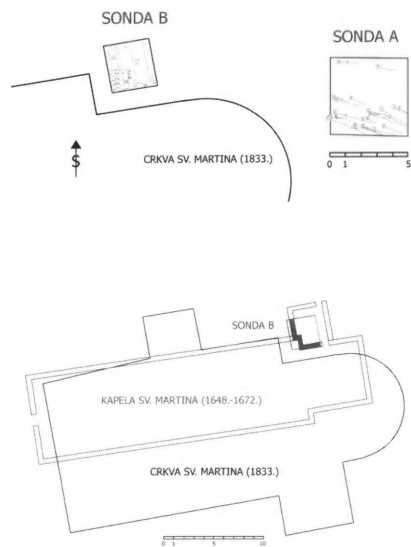 SONDA B
SONDA A
S
CRKVA SV. MARTINA (1833.)
0 1 5
SONDA B
KAPELA SV. MARTINA (1648.-1672.)
CRKVA SV. MARTINA (1833.)
0 1 5 10